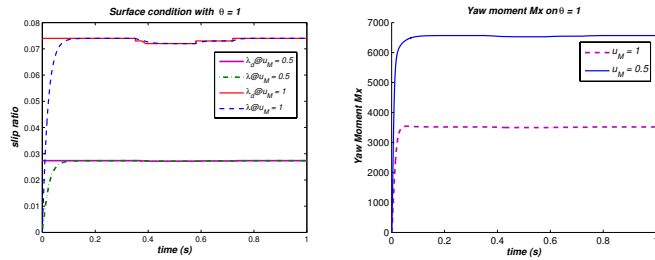 Surface condition with θ = 1
slip ratio
0.08
0.07
0.06
0.05
0.04
0.03
0.02
0.01
0
0 0.2 0.4 0.6 0.8 1
time (s)
λd@uM = 0.5
λ@uM = 0.5
λd@uM = 1
λ@uM = 1
Yaw moment Mx on θ = 1
Yaw Moment Mx
7000
6000
5000
4000
3000
2000
1000
0
0 0.2 0.4 0.6 0.8 1
time (s)
uM = 1
uM = 0.5